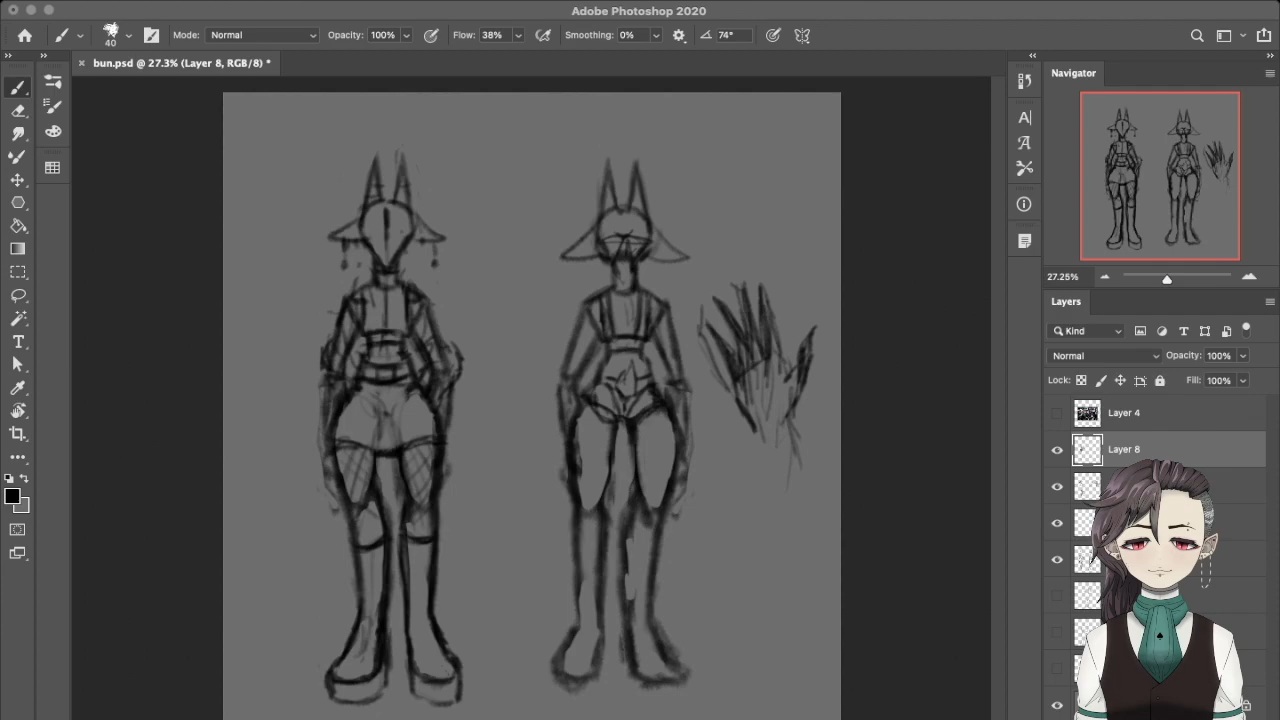 Adobe Photoshop 2020
40
Mode: Normal
Opacity: 100%
Flow: 38%
Smoothing: 0%
74°
bun.psd @ 27.3% (Layer 8, RGB/8) *
Navigator
27.25%
Layers
Kind
Normal
Opacity: 100%
Lock:
Fill: 100%
Layer 4
Layer 8